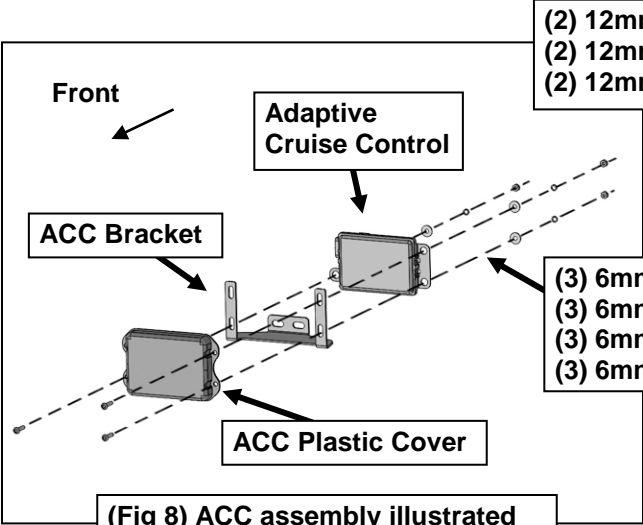 (2) 12mm
(2) 12mm
(2) 12mm
Front
Adaptive
Cruise Control
ACC Bracket
(3) 6mm
(3) 6mm
(3) 6mm
(3) 6mm
ACC Plastic Cover
(Fig 8) ACC assembly illustrated